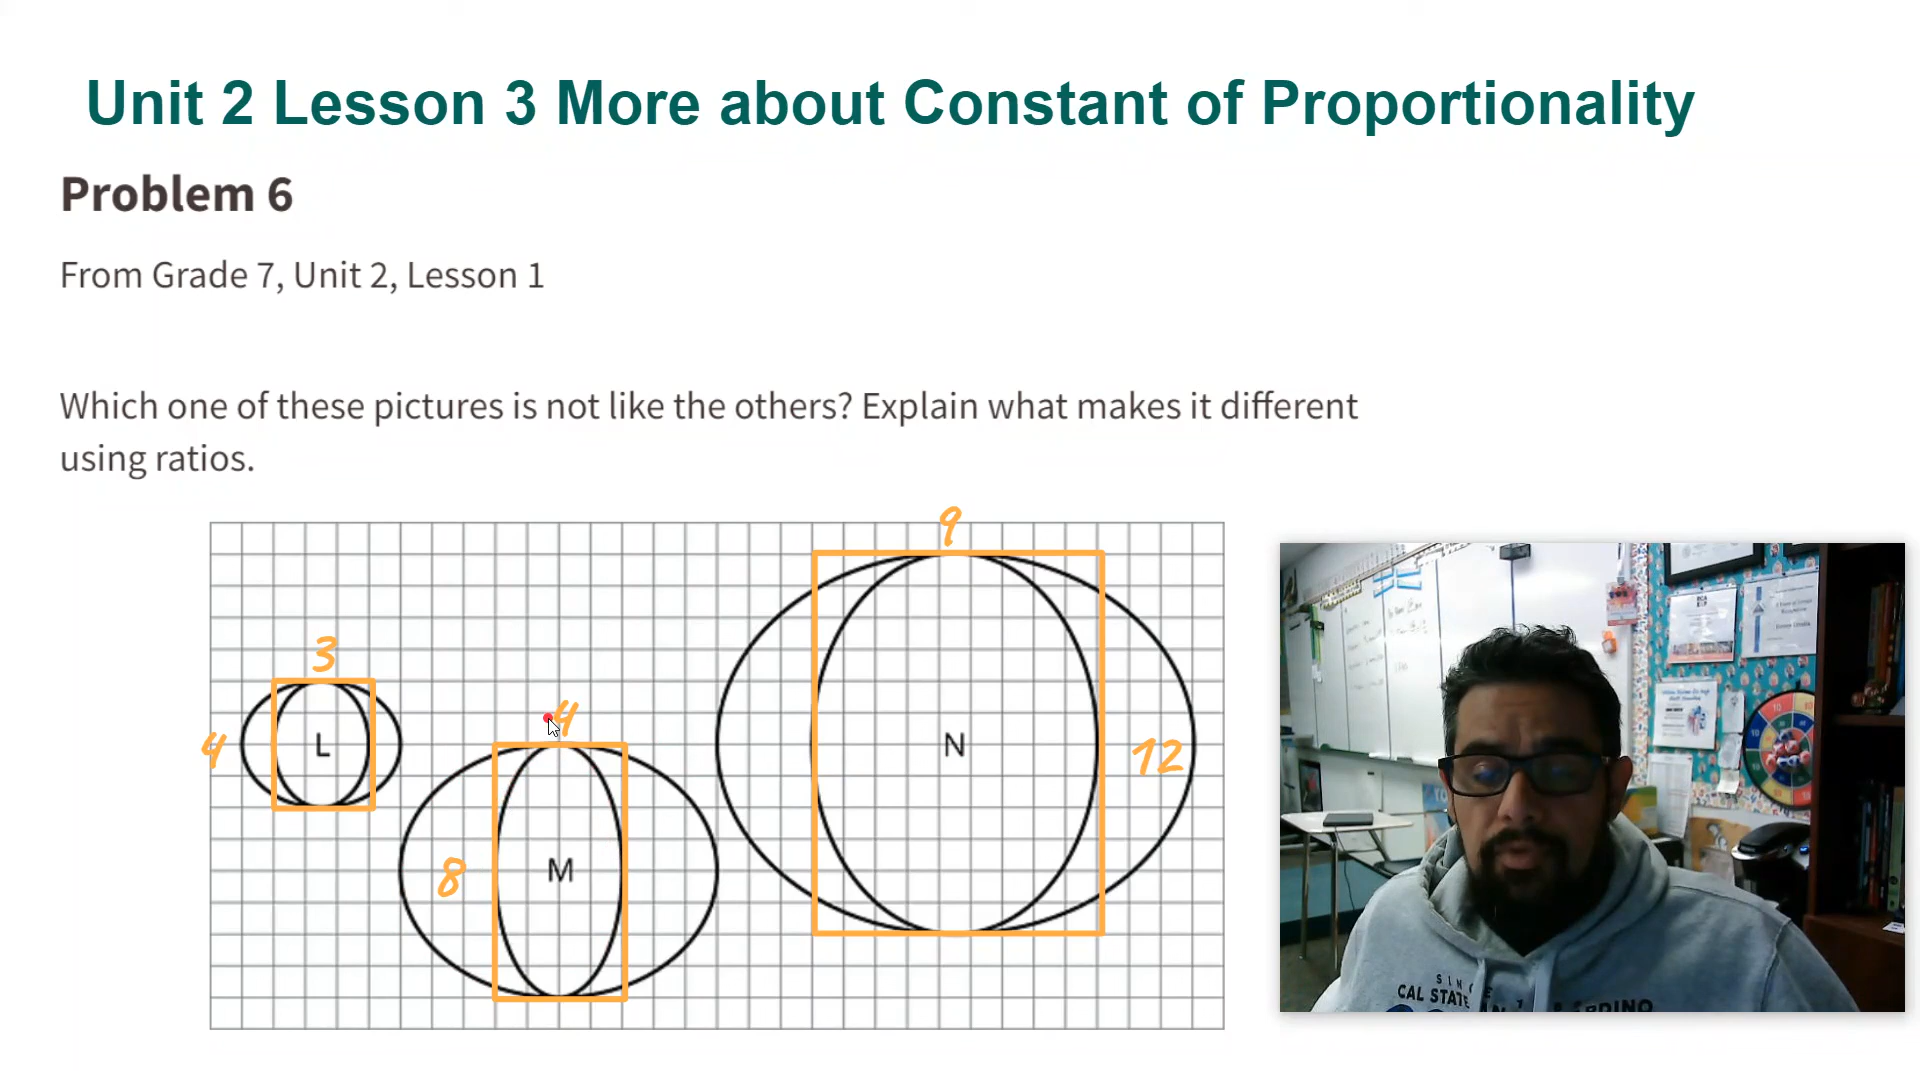 Unit 2 Lesson 3 More about Constant of Proportionality
Problem 6
From Grade 7, Unit 2, Lesson 1
Which one of these pictures is not like the others? Explain what makes it different
using ratios.
9
3
4
4
L
N
12
8
M
CAL STATE